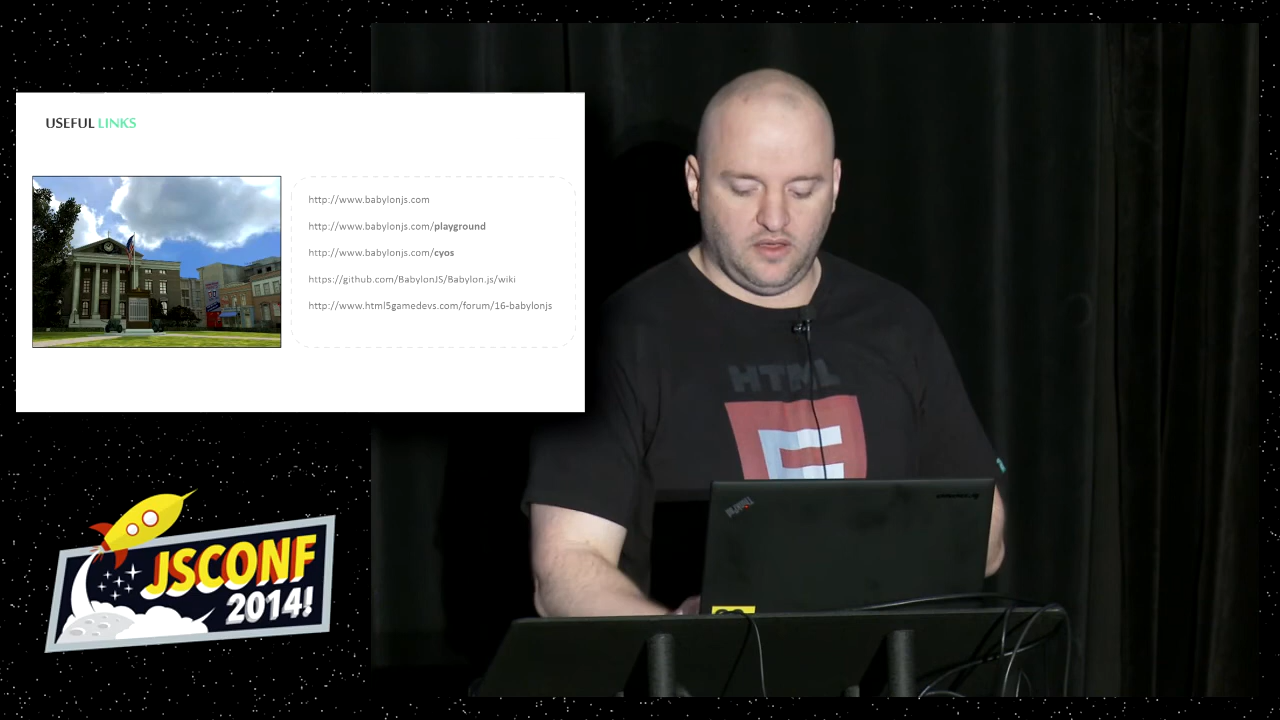 USEFUL LINKS
http://www.babylonjs.com
http://www.babylonjs.com/playground
http://www.babylonjs.com/cyos
https://github.com/BabylonJS/Babylon.js/wiki
http://www.html5gamedevs.com/forum/16-babylonjs
HTML
ThinkPad
JSCONF
2014!